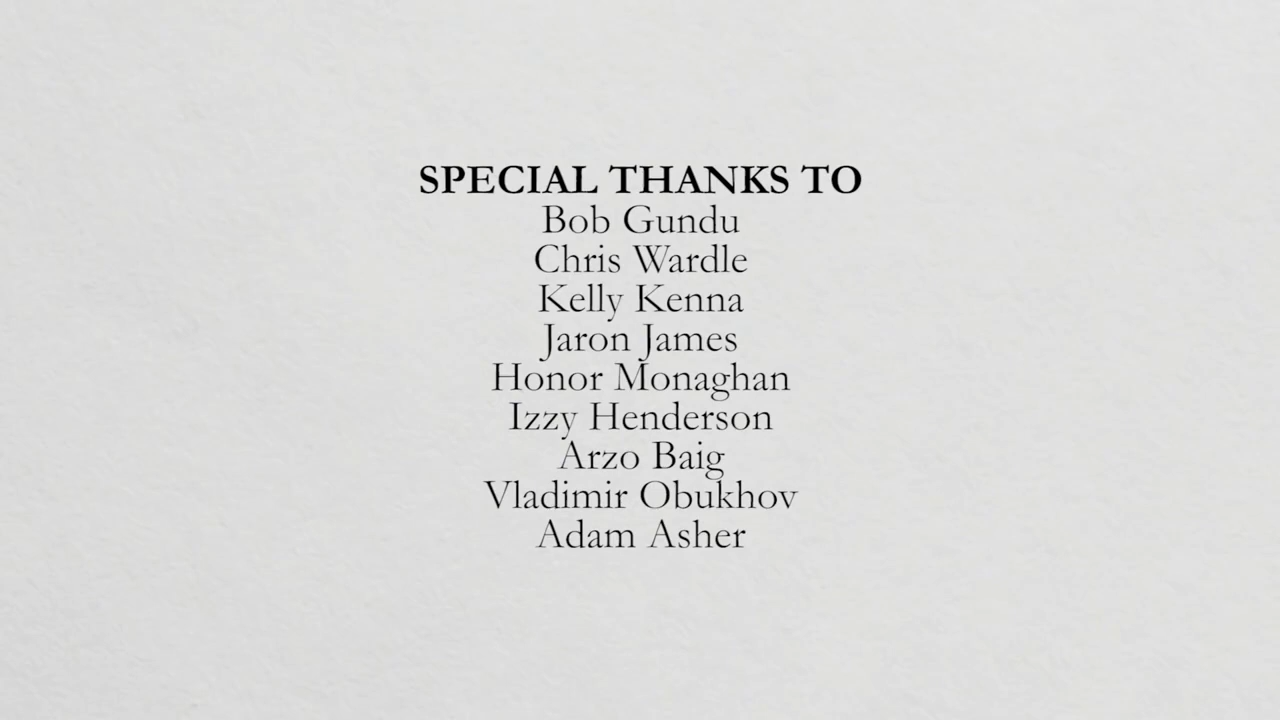 SPECIAL THANKS TO
Bob Gundu
Chris Wardle
Kelly Kenna
Jaron James
Honor Monaghan
Izzy Henderson
Arzo Baig
Vladimir Obukhov
Adam Asher